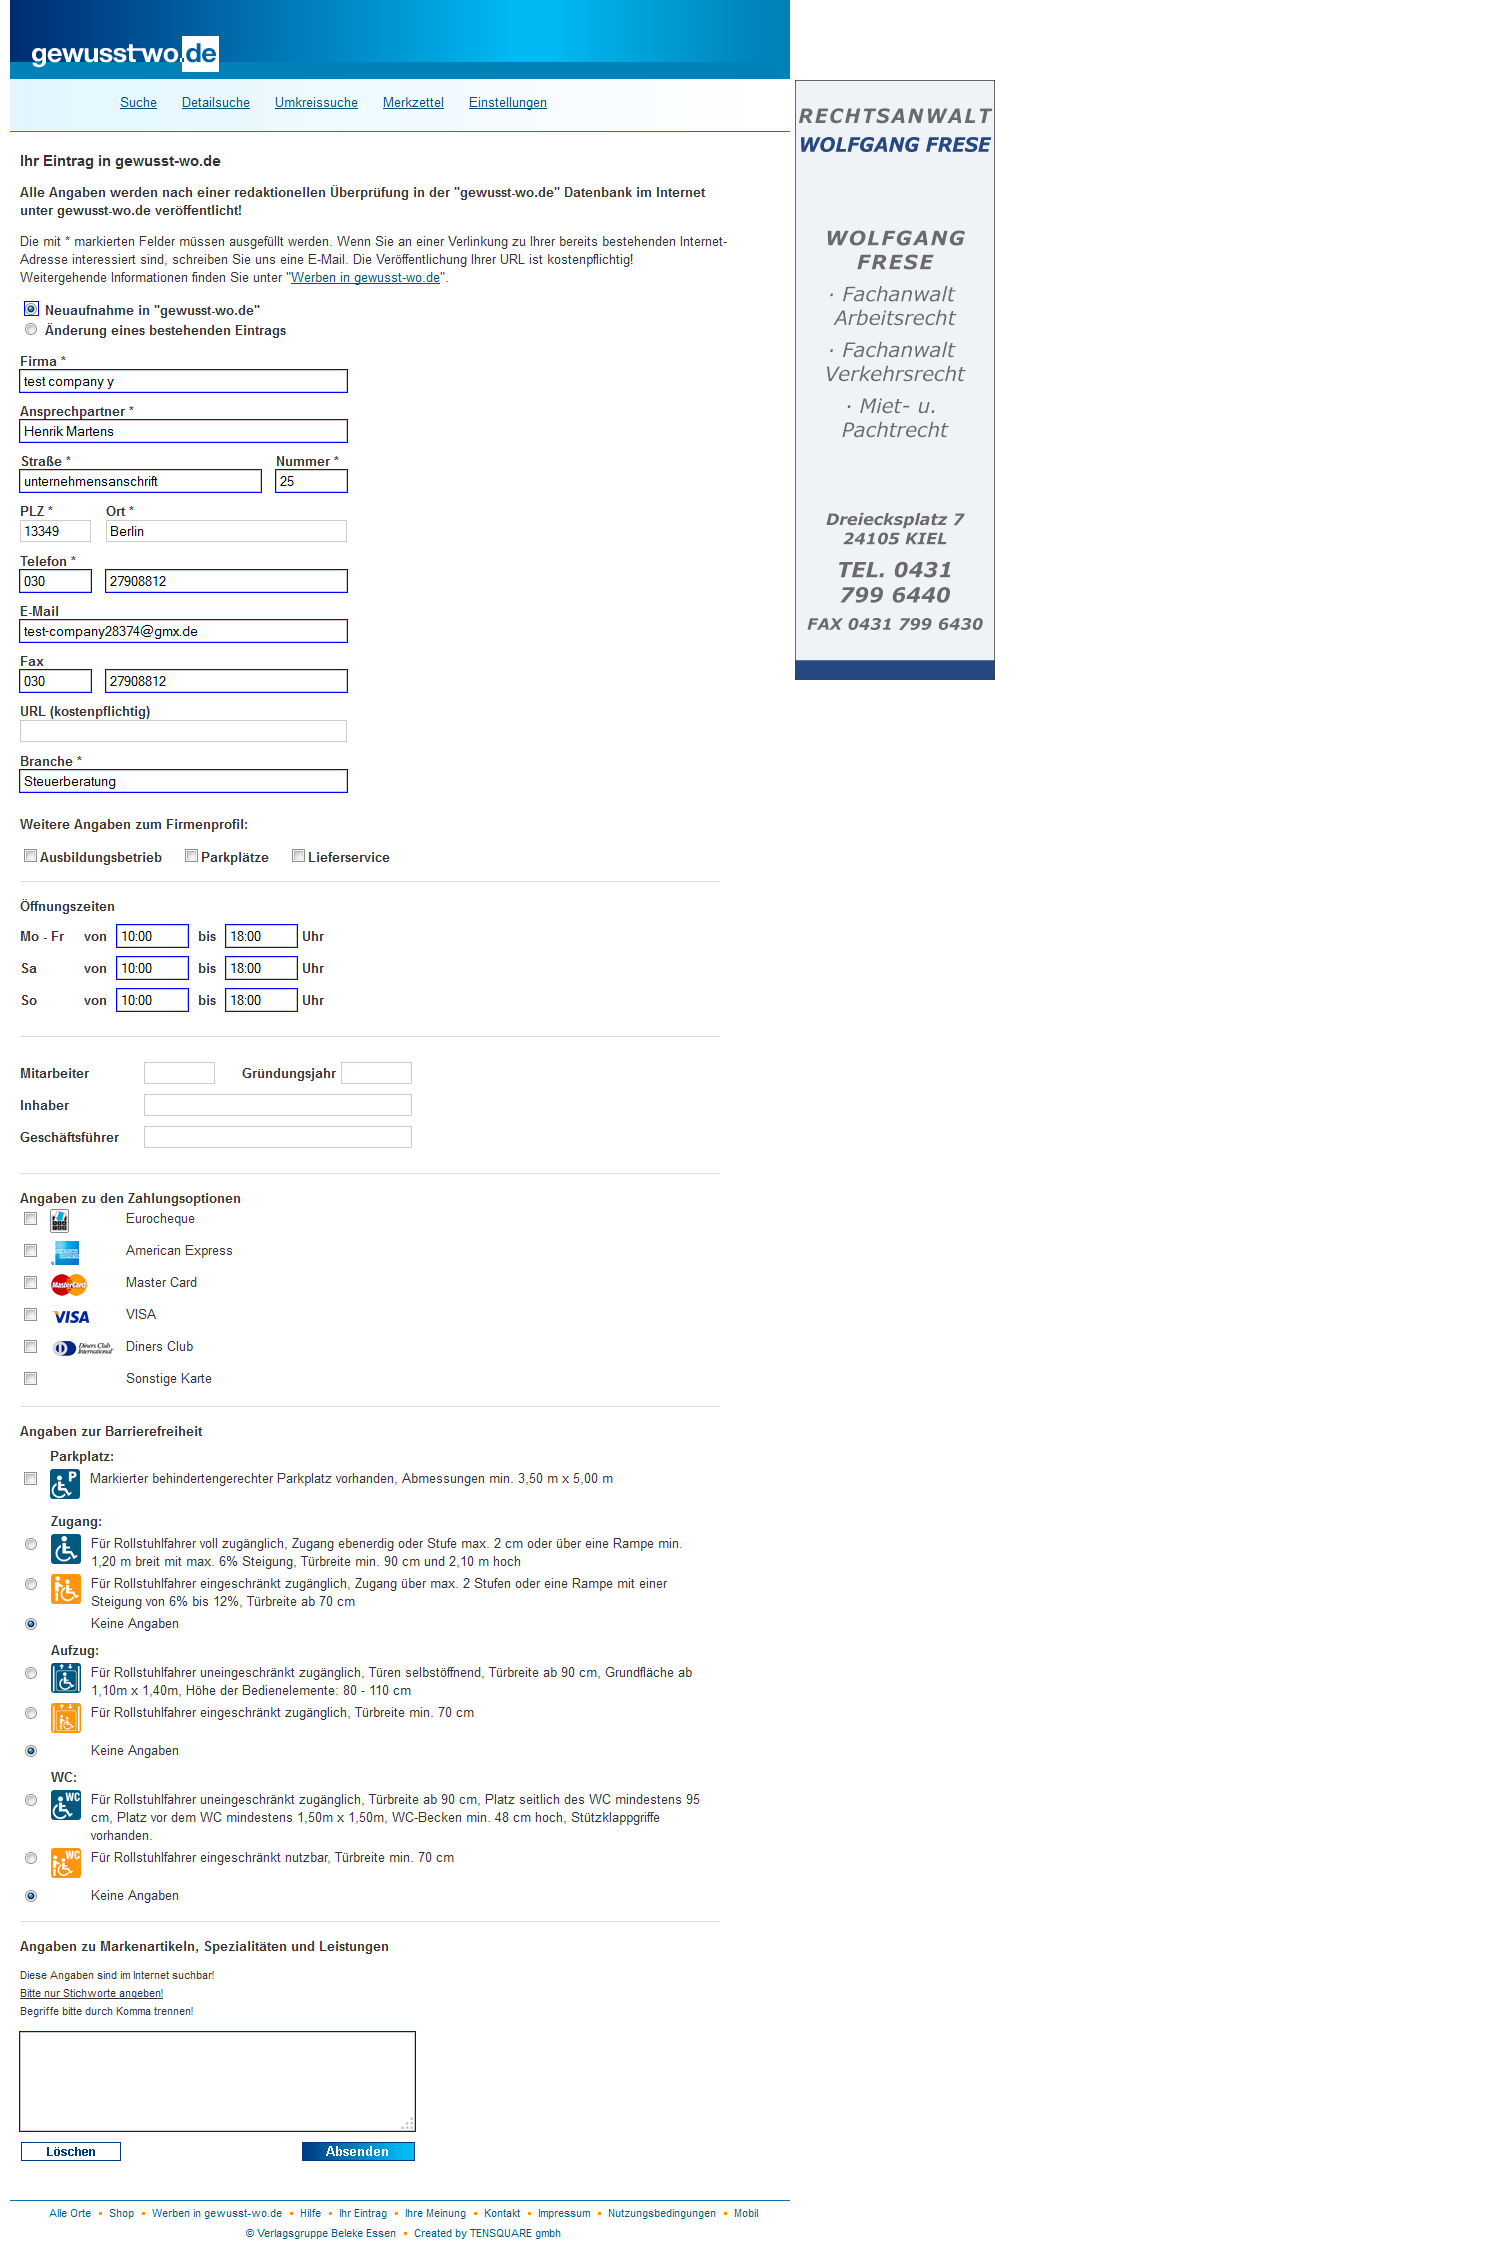 gewusst-wo.de
Suche Detailsuche Umkreissuche Merkzettel Einstellungen
Ihr Eintrag in gewusst-wo.de
Alle Angaben werden nach einer redaktionellen Überprüfung in der "gewusst-wo.de" Datenbank im Internet
unter gewusst-wo.de veröffentlicht!
Die mit * markierten Felder müssen ausgefüllt werden. Wenn Sie an einer Verlinkung zu Ihrer bereits bestehenden Internet-
Adresse interessiert sind, schreiben Sie uns eine E-Mail. Die Veröffentlichung Ihrer URL ist kostenpflichtig!
Weitergehende Informationen finden Sie unter "Werben in gewusst-wo.de".
Neuaufnahme in "gewusst-wo.de"
Änderung eines bestehenden Eintrags
Firma *
test company y
Ansprechpartner *
Henrik Martens
Straße * Nummer *
unternehmensanschrift 25
PLZ * Ort *
13349 Berlin
Telefon *
030 27908812
E-Mail
test-company28374@gmx.de
Fax
030 27908812
URL (kostenpflichtig)
Branche *
Steuerberatung
Weitere Angaben zum Firmenprofil:
Ausbildungsbetrieb Parkplätze Lieferservice
Öffnungszeiten
Mo - Fr von 10:00 bis 18:00 Uhr
Sa von 10:00 bis 18:00 Uhr
So von 10:00 bis 18:00 Uhr
Mitarbeiter Gründungsjahr
Inhaber
Geschäftsführer
Angaben zu den Zahlungsoptionen
Eurocheque
AMERICAN EXPRESS American Express
MasterCard Master Card
VISA VISA
Diners Club International Diners Club
Sonstige Karte
Angaben zur Barrierefreiheit
Parkplatz:
P Markierter behindertengerechter Parkplatz vorhanden, Abmessungen min. 3,50 m x 5,00 m
Zugang:
Für Rollstuhlfahrer voll zugänglich, Zugang ebenerdig oder Stufe max. 2 cm oder über eine Rampe min.
1,20 m breit mit max. 6% Steigung, Türbreite min. 90 cm und 2,10 m hoch
Für Rollstuhlfahrer eingeschränkt zugänglich, Zugang über max. 2 Stufen oder eine Rampe mit einer
Steigung von 6% bis 12%, Türbreite ab 70 cm
Keine Angaben
Aufzug:
Für Rollstuhlfahrer uneingeschränkt zugänglich, Türen selbstöffnend, Türbreite ab 90 cm, Grundfläche ab
1,10m x 1,40m, Höhe der Bedienelemente: 80 - 110 cm
Für Rollstuhlfahrer eingeschränkt zugänglich, Türbreite min. 70 cm
Keine Angaben
WC:
WC Für Rollstuhlfahrer uneingeschränkt zugänglich, Türbreite ab 90 cm, Platz seitlich des WC mindestens 95
cm, Platz vor dem WC mindestens 1,50m x 1,50m, WC-Becken min. 48 cm hoch, Stützklappgriffe
vorhanden.
WC Für Rollstuhlfahrer eingeschränkt nutzbar, Türbreite min. 70 cm
Keine Angaben
Angaben zu Markenartikeln, Spezialitäten und Leistungen
Diese Angaben sind im Internet suchbar!
Bitte nur Stichworte angeben!
Begriffe bitte durch Komma trennen!
Löschen Absenden
Alle Orte Shop Werben in gewusst-wo.de Hilfe Ihr Eintrag Ihre Meinung Kontakt Impressum Nutzungsbedingungen Mobil
© Verlagsgruppe Beleke Essen Created by TENSQUARE gmbh
RECHTSANWALT
WOLFGANG FRESE
WOLFGANG
FRESE
· Fachanwalt
Arbeitsrecht
· Fachanwalt
Verkehrsrecht
· Miet- u.
Pachtrecht
Dreiecksplatz 7
24105 KIEL
TEL. 0431
799 6440
FAX 0431 799 6430